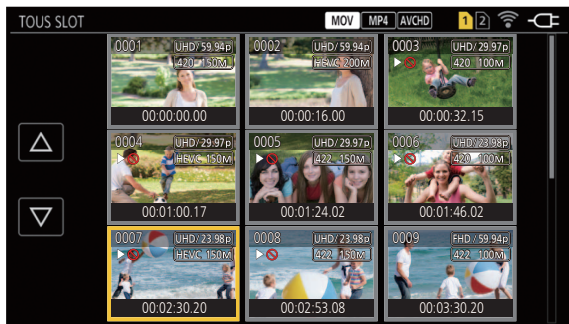 TOUS SLOT MOV MP4 AVCHD 1 2
0001 UHD/59.94p
420 150M
00:00:00.00
0002 UHD/59.94p
HEVC 200M
00:00:16.00
0003 UHD/29.97p
420 100M
00:00:32.15
0004 UHD/29.97p
HEVC 150M
00:01:00.17
0005 UHD/29.97p
422 150M
00:01:24.02
0006 UHD/23.98p
420 100M
00:01:46.02
0007 UHD/23.98p
HEVC 150M
00:02:30.20
0008 UHD/23.98p
422 150M
00:02:53.08
0009 FHD/59.94p
422 100M
00:03:30.20